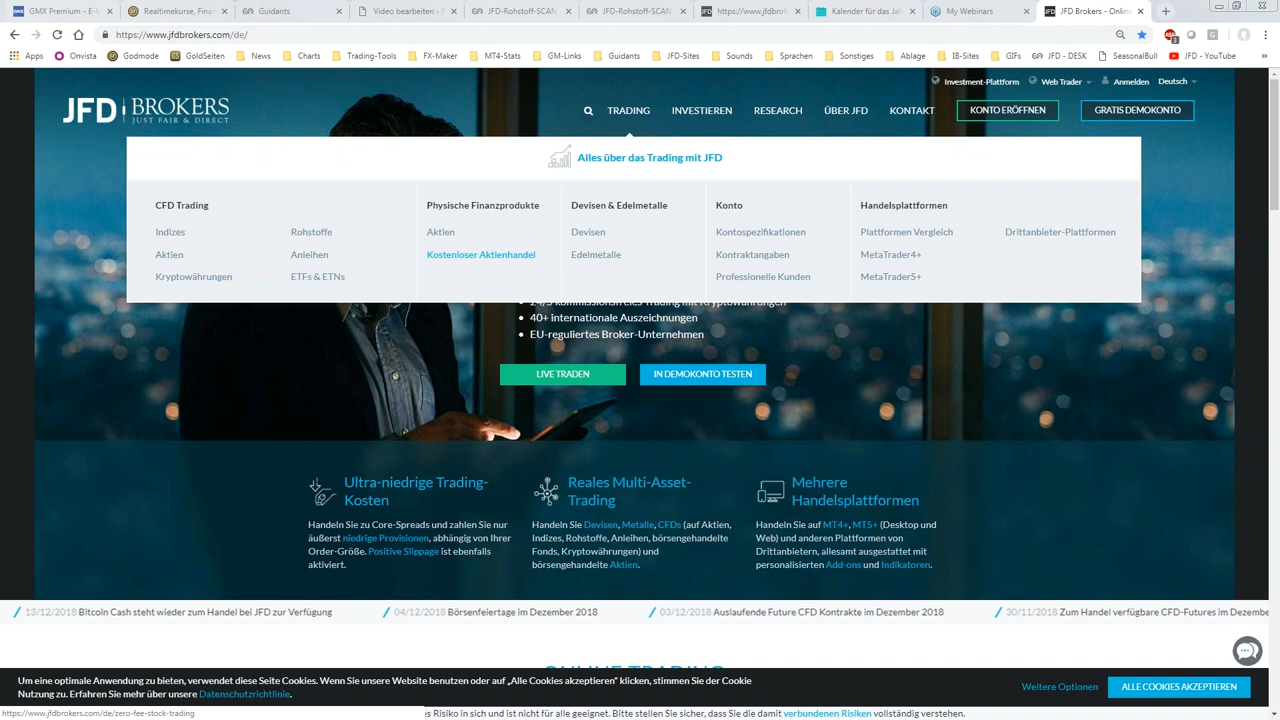 GMX Premium - E-M
Realtimekurse, Finan
Guidants
Video bearbeiten
JFD-Rohstoff-SCAN
JFD-Rohstoff-SCAN
https://www.jfdbrok
Kalender für das Jah
My Webinars
JFD Brokers - Online
https://www.jfdbrokers.com/de/
Apps
Onvista
Godmode
GoldSeiten
News
Charts
Trading-Tools
FX-Maker
MT4-Stats
GM-Links
Guidants
JFD-Sites
Sounds
Sprachen
Sonstiges
Ablage
IB-Sites
GIFs
JFD - DESK
SeasonalBull
JFD - YouTube
Investment-Plattform
Web Trader
Anmelden
Deutsch
JFD BROKERS
JUST FAIR & DIRECT
TRADING
INVESTIEREN
RESEARCH
ÜBER JFD
KONTAKT
KONTO ERÖFFNEN
GRATIS DEMOKONTO
Alles über das Trading mit JFD
CFD Trading
Indizes
Rohstoffe
Aktien
Anleihen
Kryptowährungen
ETFs & ETNs
Physische Finanzprodukte
Aktien
Kostenloser Aktienhandel
Devisen & Edelmetalle
Devisen
Edelmetalle
Konto
Kontospezifikationen
Kontraktangaben
Professionelle Kunden
Handelsplattformen
Plattformen Vergleich
Drittanbieter-Plattformen
MetaTrader4+
MetaTrader5+
24/5 kommissionsfreies Trading mit Kryptowährungen
40+ internationale Auszeichnungen
EU-reguliertes Broker-Unternehmen
LIVE TRADEN
IN DEMOKONTO TESTEN
Ultra-niedrige Trading-
Kosten
Handeln Sie zu Core-Spreads und zahlen Sie nur
äußerst niedrige Provisionen, abhängig von Ihrer
Order-Größe. Positive Slippage ist ebenfalls
aktiviert.
Reales Multi-Asset-
Trading
Handeln Sie Devisen, Metalle, CFDs (auf Aktien,
Indizes, Rohstoffe, Anleihen, börsengehandelte
Fonds, Kryptowährungen) und
börsengehandelte Aktien.
Mehrere
Handelsplattformen
Handeln Sie auf MT4+, MT5+ (Desktop und
Web) und anderen Plattformen von
Drittanbietern, allesamt ausgestattet mit
personalisierten Add-ons und Indikatoren.
13/12/2018 Bitcoin Cash steht wieder zum Handel bei JFD zur Verfügung
04/12/2018 Börsenfeiertage im Dezember 2018
03/12/2018 Auslaufende Future CFD Kontrakte im Dezember 2018
30/11/2018 Zum Handel verfügbare CFD-Futures im Dezembe
ONLINE TRADING
Um eine optimale Anwendung zu bieten, verwendet diese Seite Cookies. Wenn Sie unsere Website benutzen oder auf „Alle Cookies akzeptieren" klicken, stimmen Sie der Cookie
Nutzung zu. Erfahren Sie mehr über unsere Datenschutzrichtlinie.
Weitere Optionen
ALLE COOKIES AKZEPTIEREN
https://www.jfdbrokers.com/de/zero-fee-stock-trading
es Risiko in sich und ist nicht für alle geeignet. Bitte stellen Sie sicher, dass Sie die damit verbundenen Risiken vollständig verstehen.